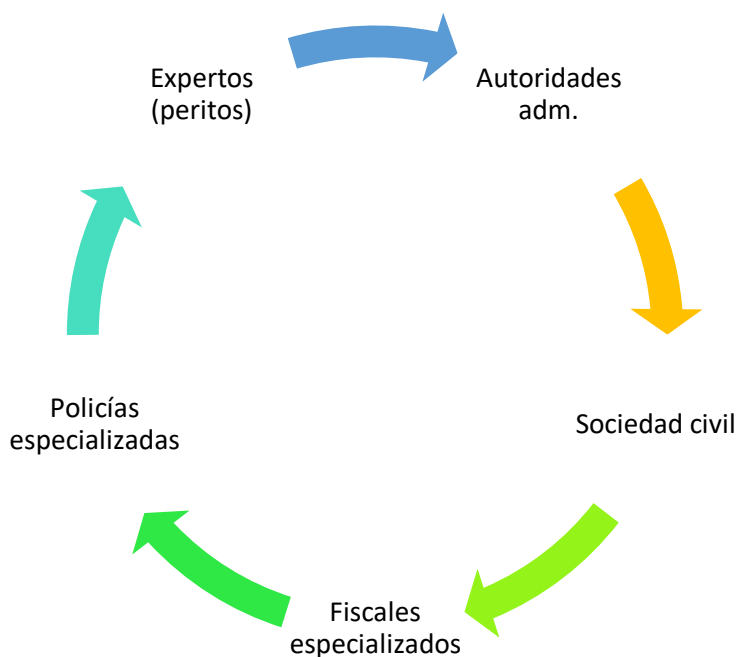 Expertos
(peritos)
Autoridades
adm.
Sociedad civil
Fiscales
especializados
Policías
especializadas